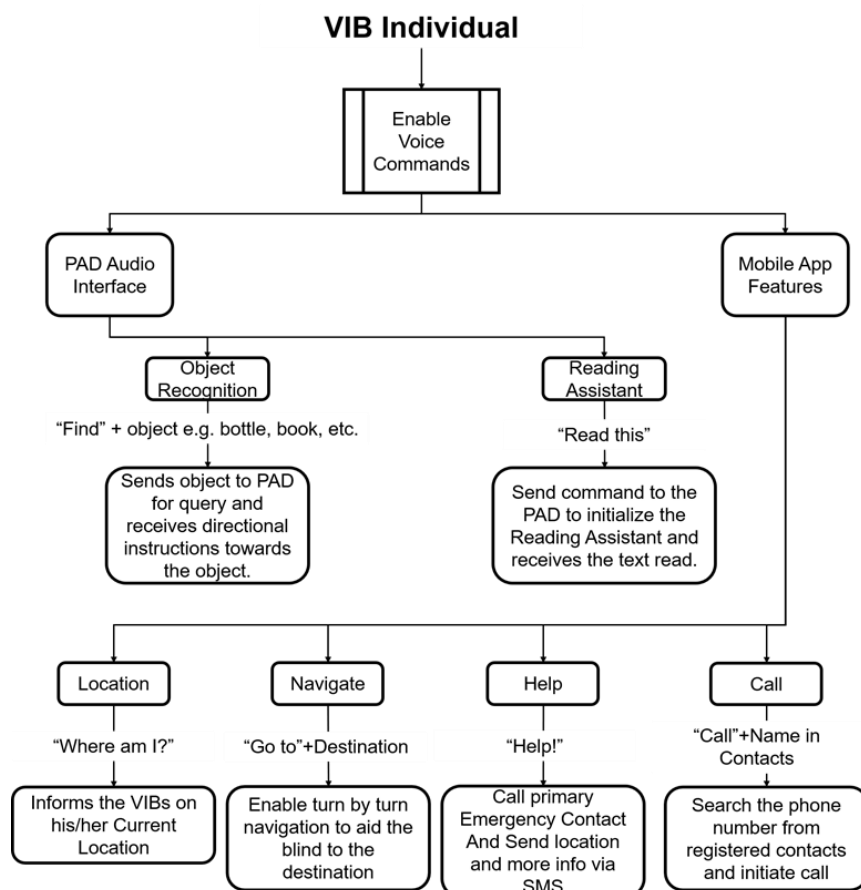 VIB Individual
Enable
Voice
Commands
PAD Audio
Interface
Mobile App
Features
Object
Recognition
Reading
Assistant
“Find” + object e.g. bottle, book, etc.
“Read this”
Sends object to PAD
for query and
receives directional
instructions towards
the object.
Send command to the
PAD to initialize the
Reading Assistant and
receives the text read.
Location
Navigate
Help
Call
“Where am I?”
“Go to”+Destination
“Help!”
“Call”+Name in
Contacts
Informs the VIBs on
his/her Current
Location
Enable turn by turn
navigation to aid the
blind to the
destination
Call primary
Emergency Contact
And Send location
and more info via
SMS
Search the phone
number from
registered contacts
and initiate call